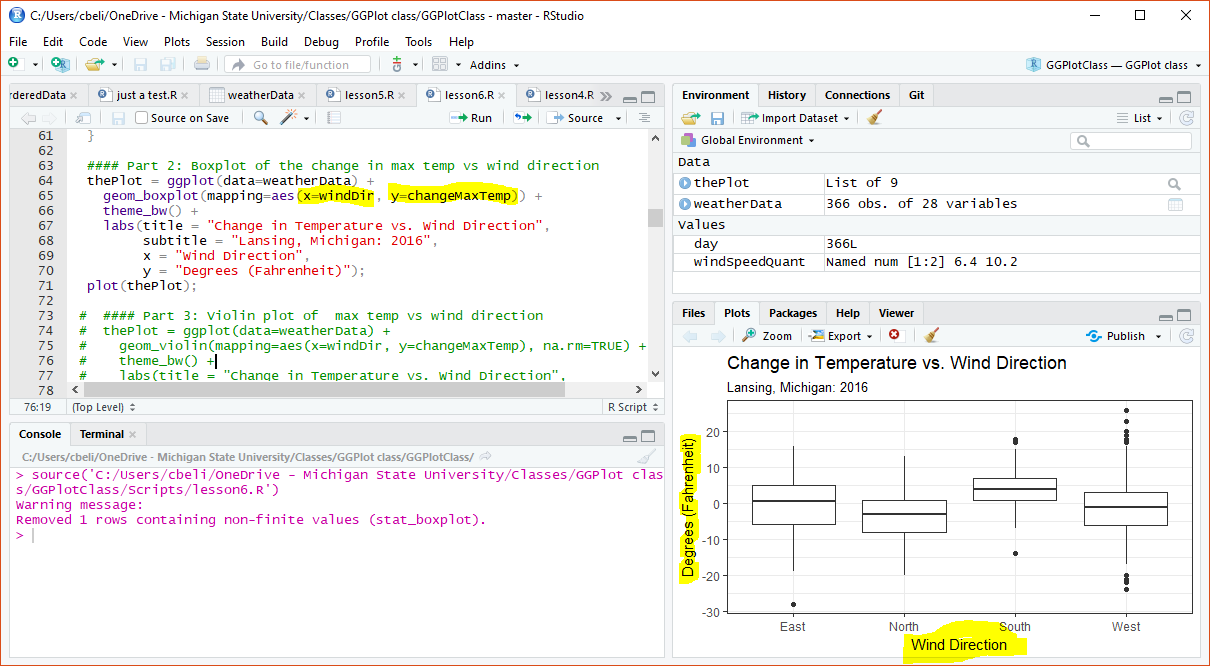 C:/Users/cbeli/OneDrive - Michigan State University/Classes/GGPlot class/GGPlotClass - master - RStudio
File Edit Code View Plots Session Build Debug Profile Tools Help
Go to file/function Addins GGPlotClass — GGPlot class
rderedData just a test.R weatherData lesson5.R lesson6.R lesson4.R
Source on Save Run Source
61 }
62
63 #### Part 2: Boxplot of the change in max temp vs wind direction
64 thePlot = ggplot(data=weatherData) +
65 geom_boxplot(mapping=aes(x=windDir, y=changeMaxTemp)) +
66 theme_bw() +
67 labs(title = "Change in Temperature vs. Wind Direction",
68 subtitle = "Lansing, Michigan: 2016",
69 x = "Wind Direction",
70 y = "Degrees (Fahrenheit)");
71 plot(thePlot);
72
73 # #### Part 3: Violin plot of  max temp vs wind direction
74 # thePlot = ggplot(data=weatherData) +
75 # geom_violin(mapping=aes(x=windDir, y=changeMaxTemp), na.rm=TRUE) +
76 # theme_bw() +
77 # labs(title = "Change in Temperature vs. Wind Direction",
78
76:19 (Top Level) R Script
Console Terminal
C:/Users/cbeli/OneDrive - Michigan State University/Classes/GGPlot class/GGPlotClass/
> source('C:/Users/cbeli/OneDrive - Michigan State University/Classes/GGPlot clas
s/GGPlotClass/Scripts/lesson6.R')
Warning message:
Removed 1 rows containing non-finite values (stat_boxplot).
>
Environment History Connections Git
Import Dataset List
Global Environment
Data
thePlot List of 9
weatherData 366 obs. of 28 variables
Values
day 366L
windSpeedQuant Named num [1:2] 6.4 10.2
Files Plots Packages Help Viewer
Zoom Export Publish
Change in Temperature vs. Wind Direction
Lansing, Michigan: 2016
Degrees (Fahrenheit)
20
10
0
-10
-20
-30
East North South West
Wind Direction